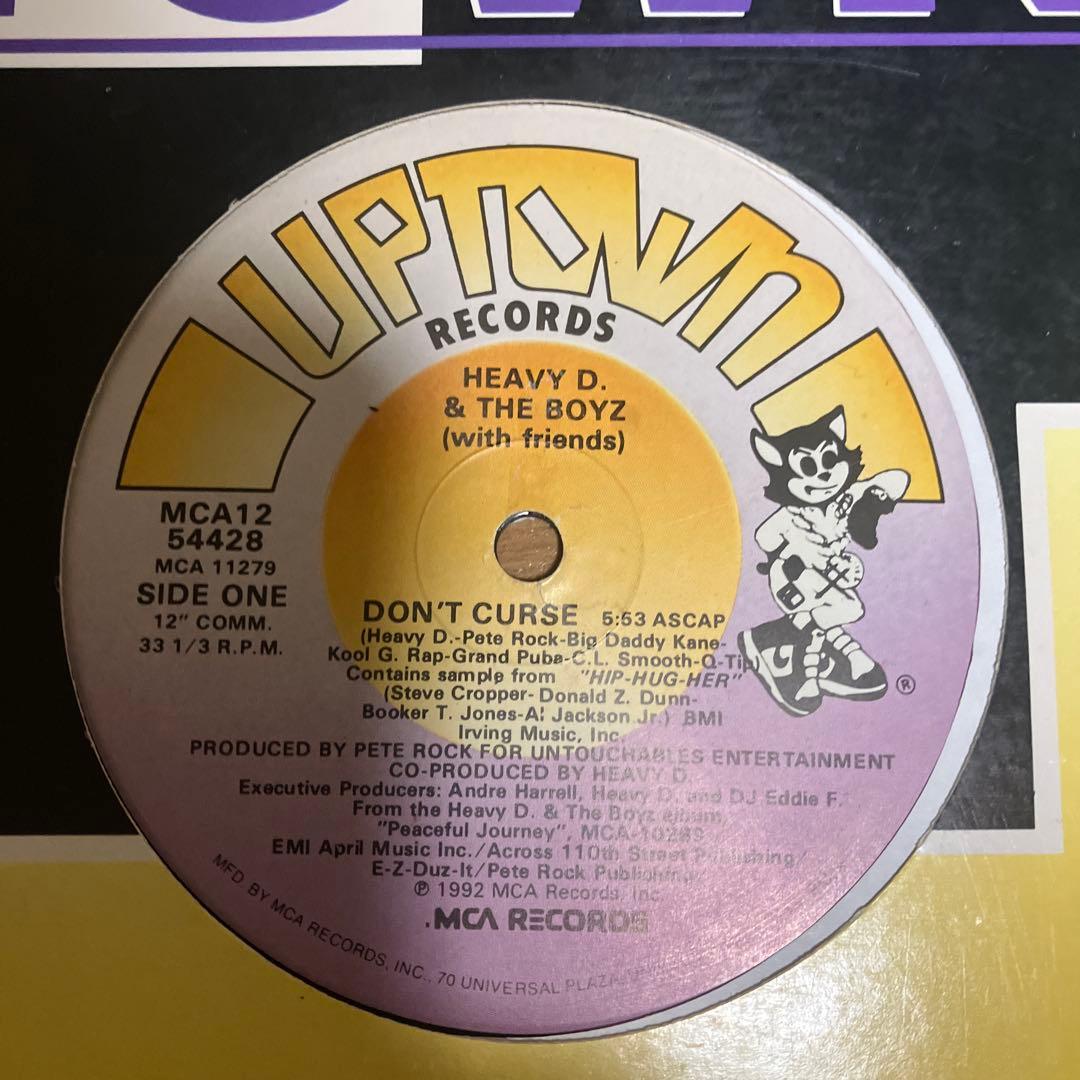 UPTOWN
RECORDS
HEAVY D.
& THE BOYZ
(with friends)
MCA12
54428
MCA 11279
SIDE ONE
12" COMM.
33 1/3 R.P.M.
DON'T CURSE 5:53 ASCAP
(Heavy D.-Pete Rock-Big Daddy Kane-
Kool G. Rap-Grand Puba-C.L. Smooth-Q-Tip)
Contains sample from "HIP-HUG-HER"
(Steve Cropper- Donald Z. Dunn-
Booker T. Jones-A! Jackson Jr.) BMI
Irving Music, Inc.
PRODUCED BY PETE ROCK FOR UNTOUCHABLES ENTERTAINMENT
CO-PRODUCED BY HEAVY D.
Executive Producers: Andre Harrell, Heavy D. and DJ Eddie F.
From the Heavy D. & The Boyz album,
"Peaceful Journey", MCA-10289
EMI April Music Inc./Across 110th Street Publishing/
E-Z-Duz-It/Pete Rock Publishing
℗ 1992 MCA Records, Inc.
.MCA RECORDS
MFD BY MCA RECORDS, INC., 70 UNIVERSAL PLAZA
®